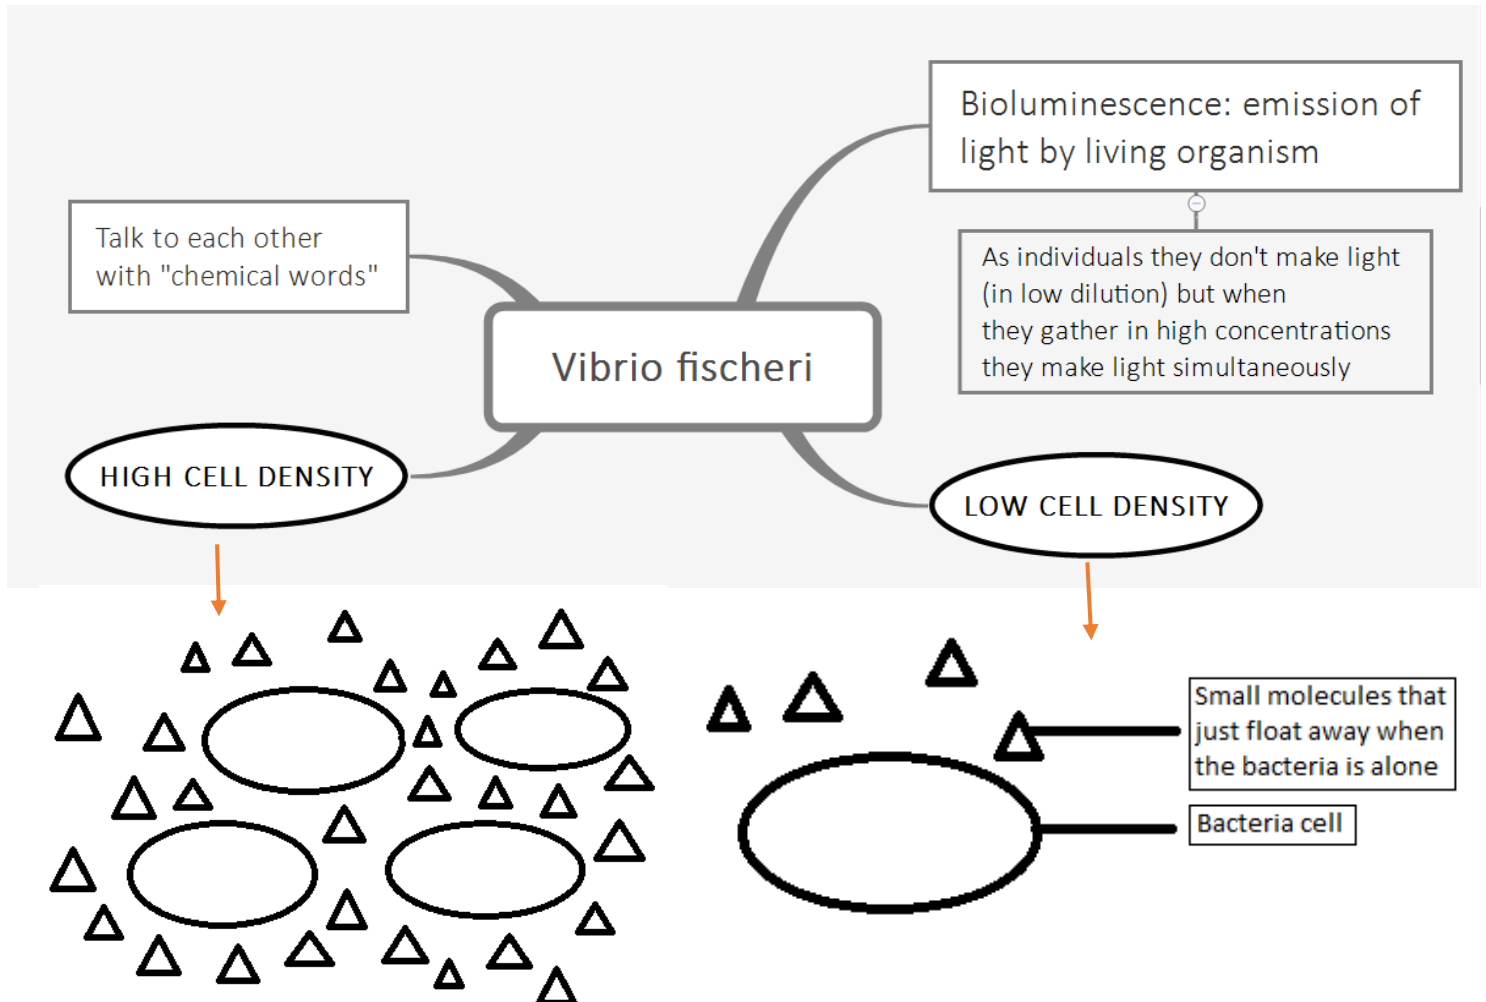 Bioluminescence: emission of
light by living organism
Talk to each other
with "chemical words"
As individuals they don't make light
(in low dilution) but when
they gather in high concentrations
they make light simultaneously
Vibrio fischeri
HIGH CELL DENSITY
LOW CELL DENSITY
Small molecules that
just float away when
the bacteria is alone
Bacteria cell